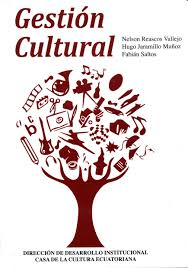 Gestión
Cultural
Nelson Reascos Vallejo
Hugo Jaramillo Muñoz
Fabián Saltos
DIRECCIÓN DE DESARROLLO INSTITUCIONAL
CASA DE LA CULTURA ECUATORIANA